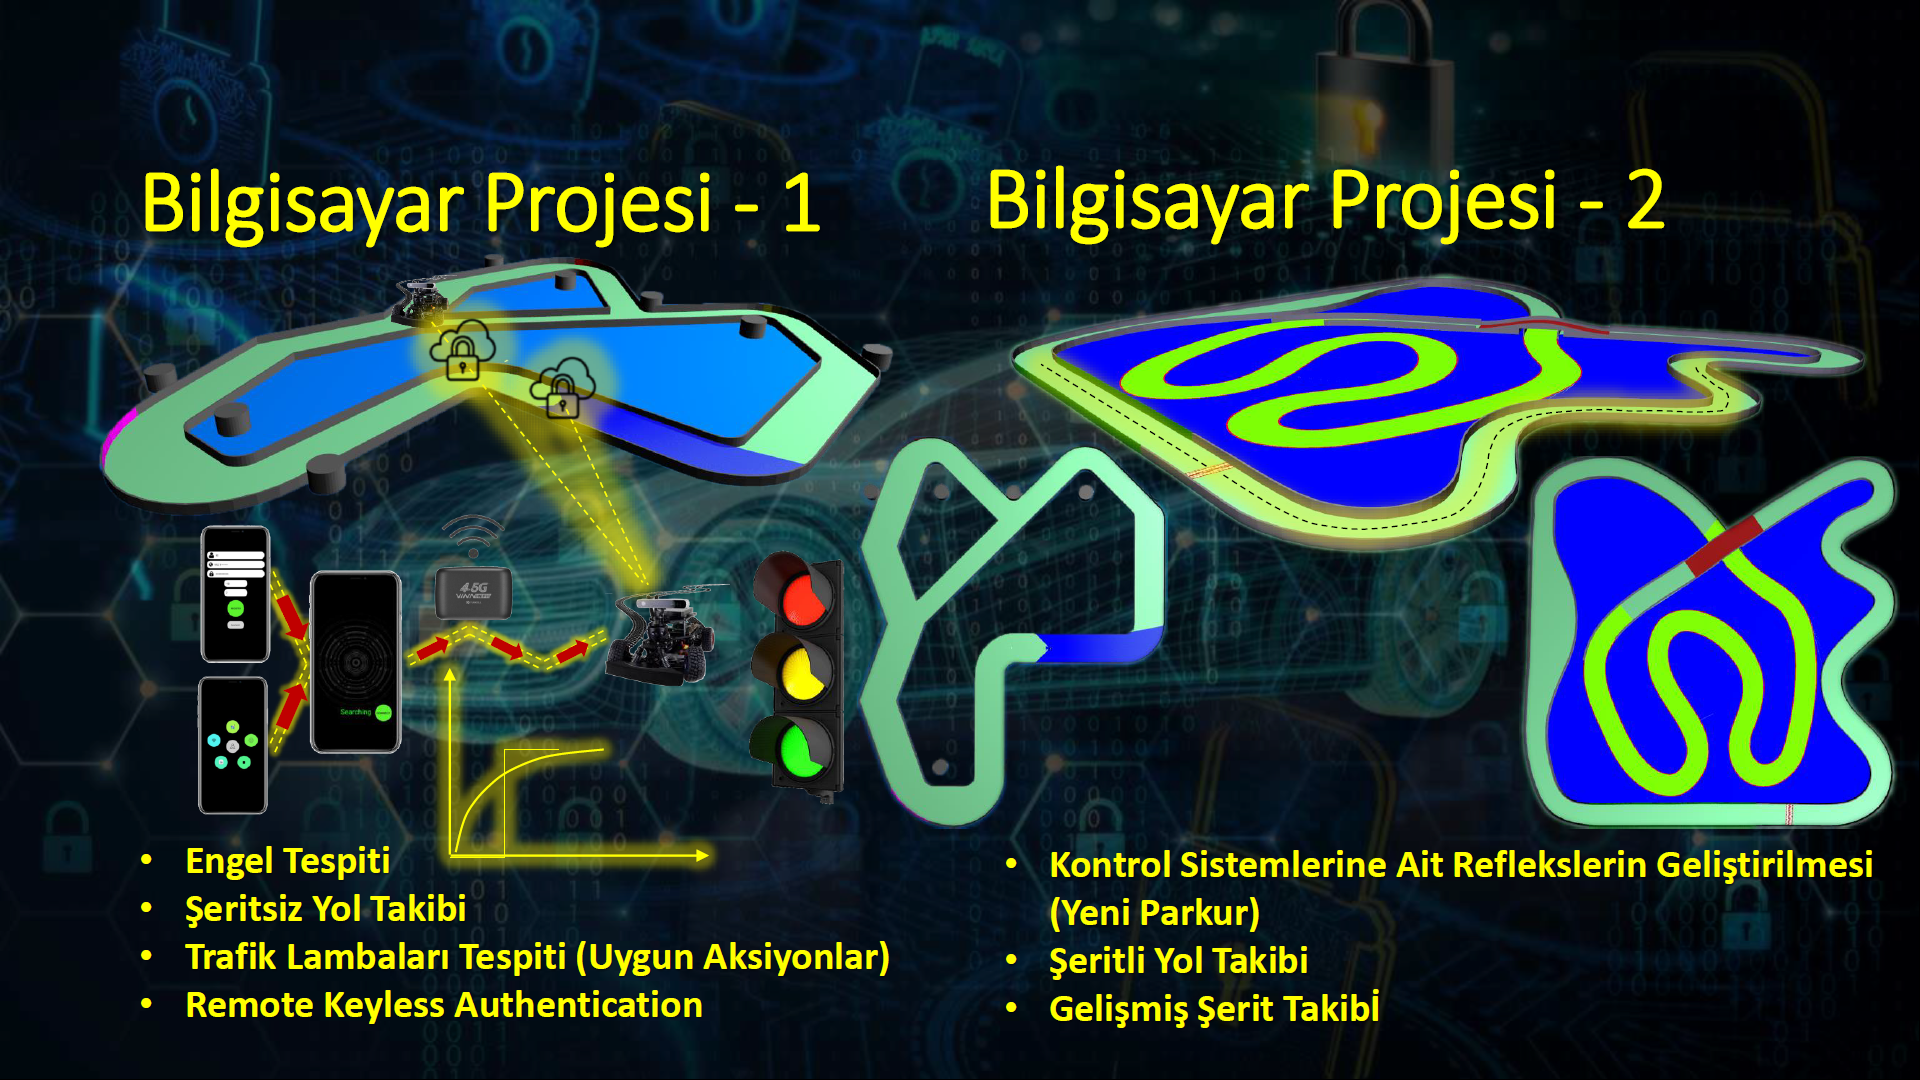 Bilgisayar Projesi - 1
Bilgisayar Projesi - 2
4.5G
Searching
• Engel Tespiti
• Şeritsiz Yol Takibi
• Trafik Lambaları Tespiti (Uygun Aksiyonlar)
• Remote Keyless Authentication
• Kontrol Sistemlerine Ait Reflekslerin Geliştirilmesi
(Yeni Parkur)
• Şeritli Yol Takibi
• Gelişmiş Şerit Takibİ